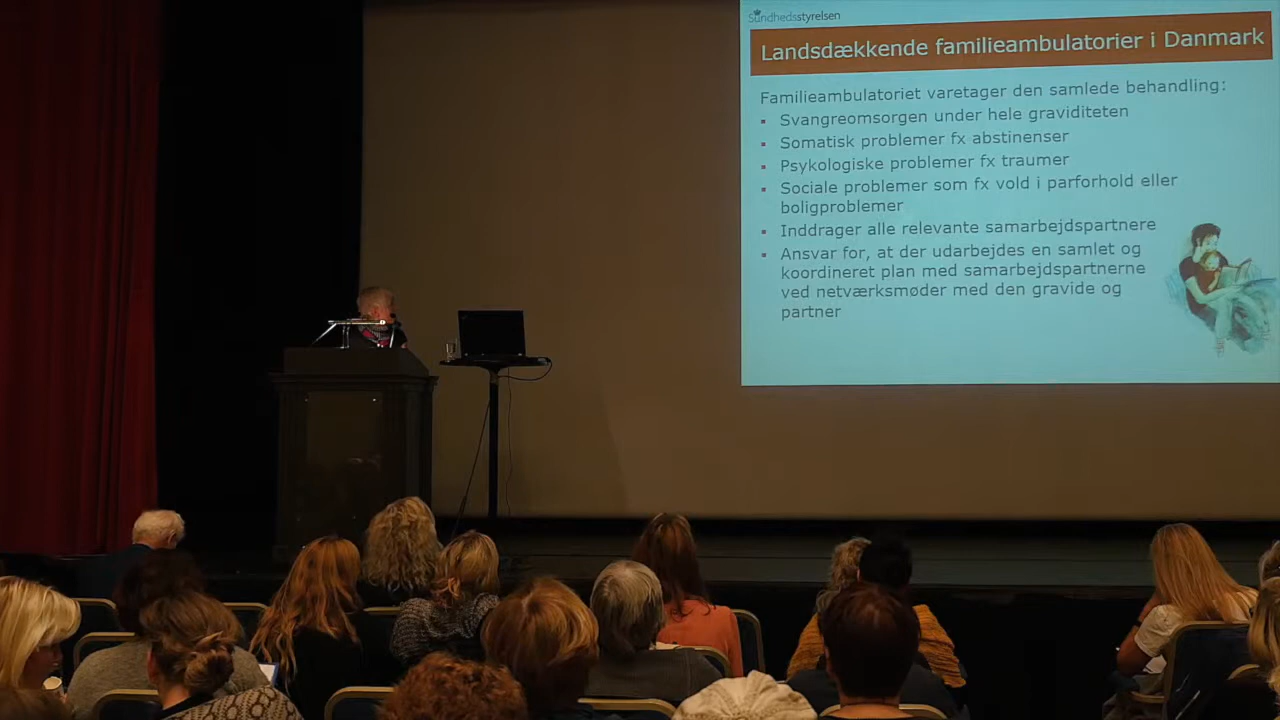 Sundhedsstyrelsen
Landsdækkende familieambulatorier i Danmark
Familieambulatoriet varetager den samlede behandling:
Svangreomsorgen under hele graviditeten
Somatisk problemer fx abstinenser
Psykologiske problemer fx traumer
Sociale problemer som fx vold i parforhold eller
boligproblemer
Inddrager alle relevante samarbejdspartnere
Ansvar for, at der udarbejdes en samlet og
koordineret plan med samarbejdspartnerne
ved netværksmøder med den gravide og
partner